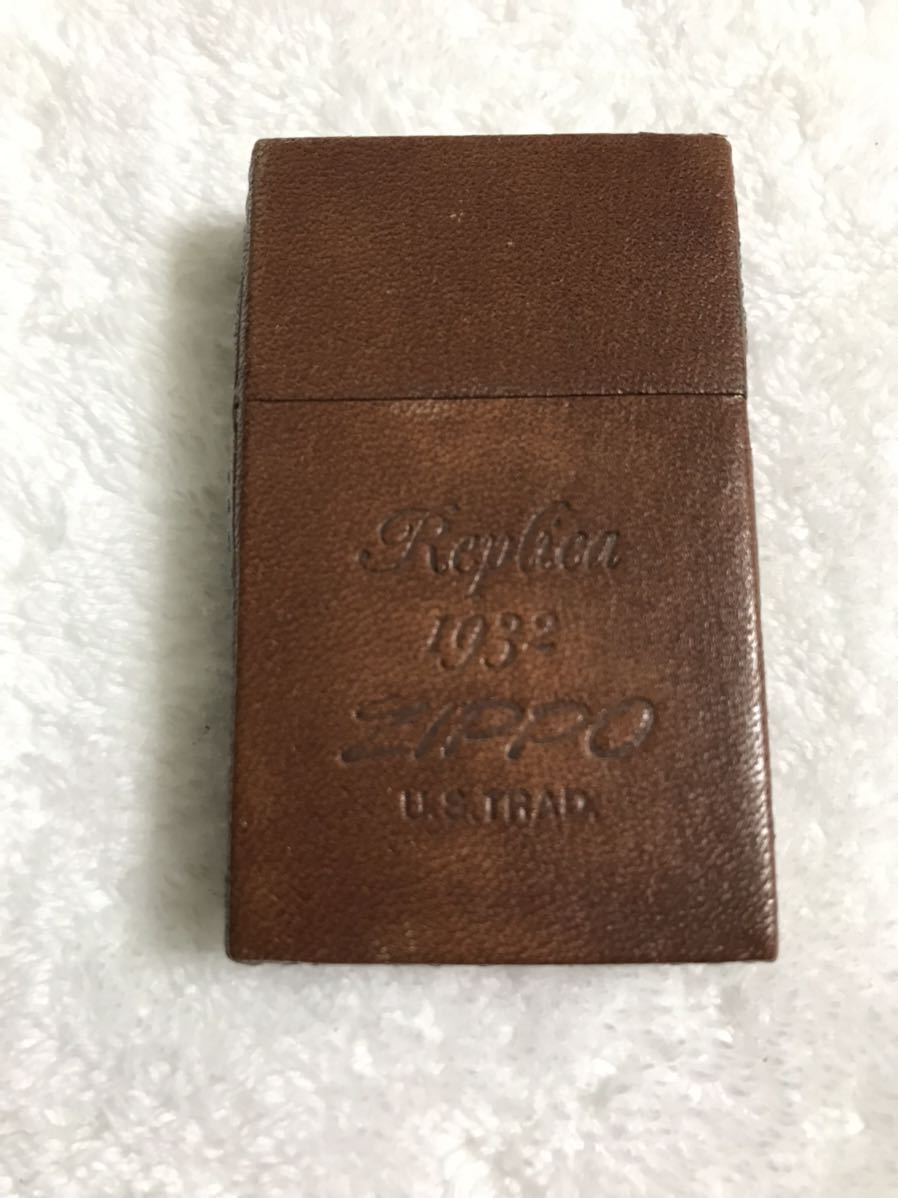 Replica
1932
ZIPPO
U.S.TRAD.